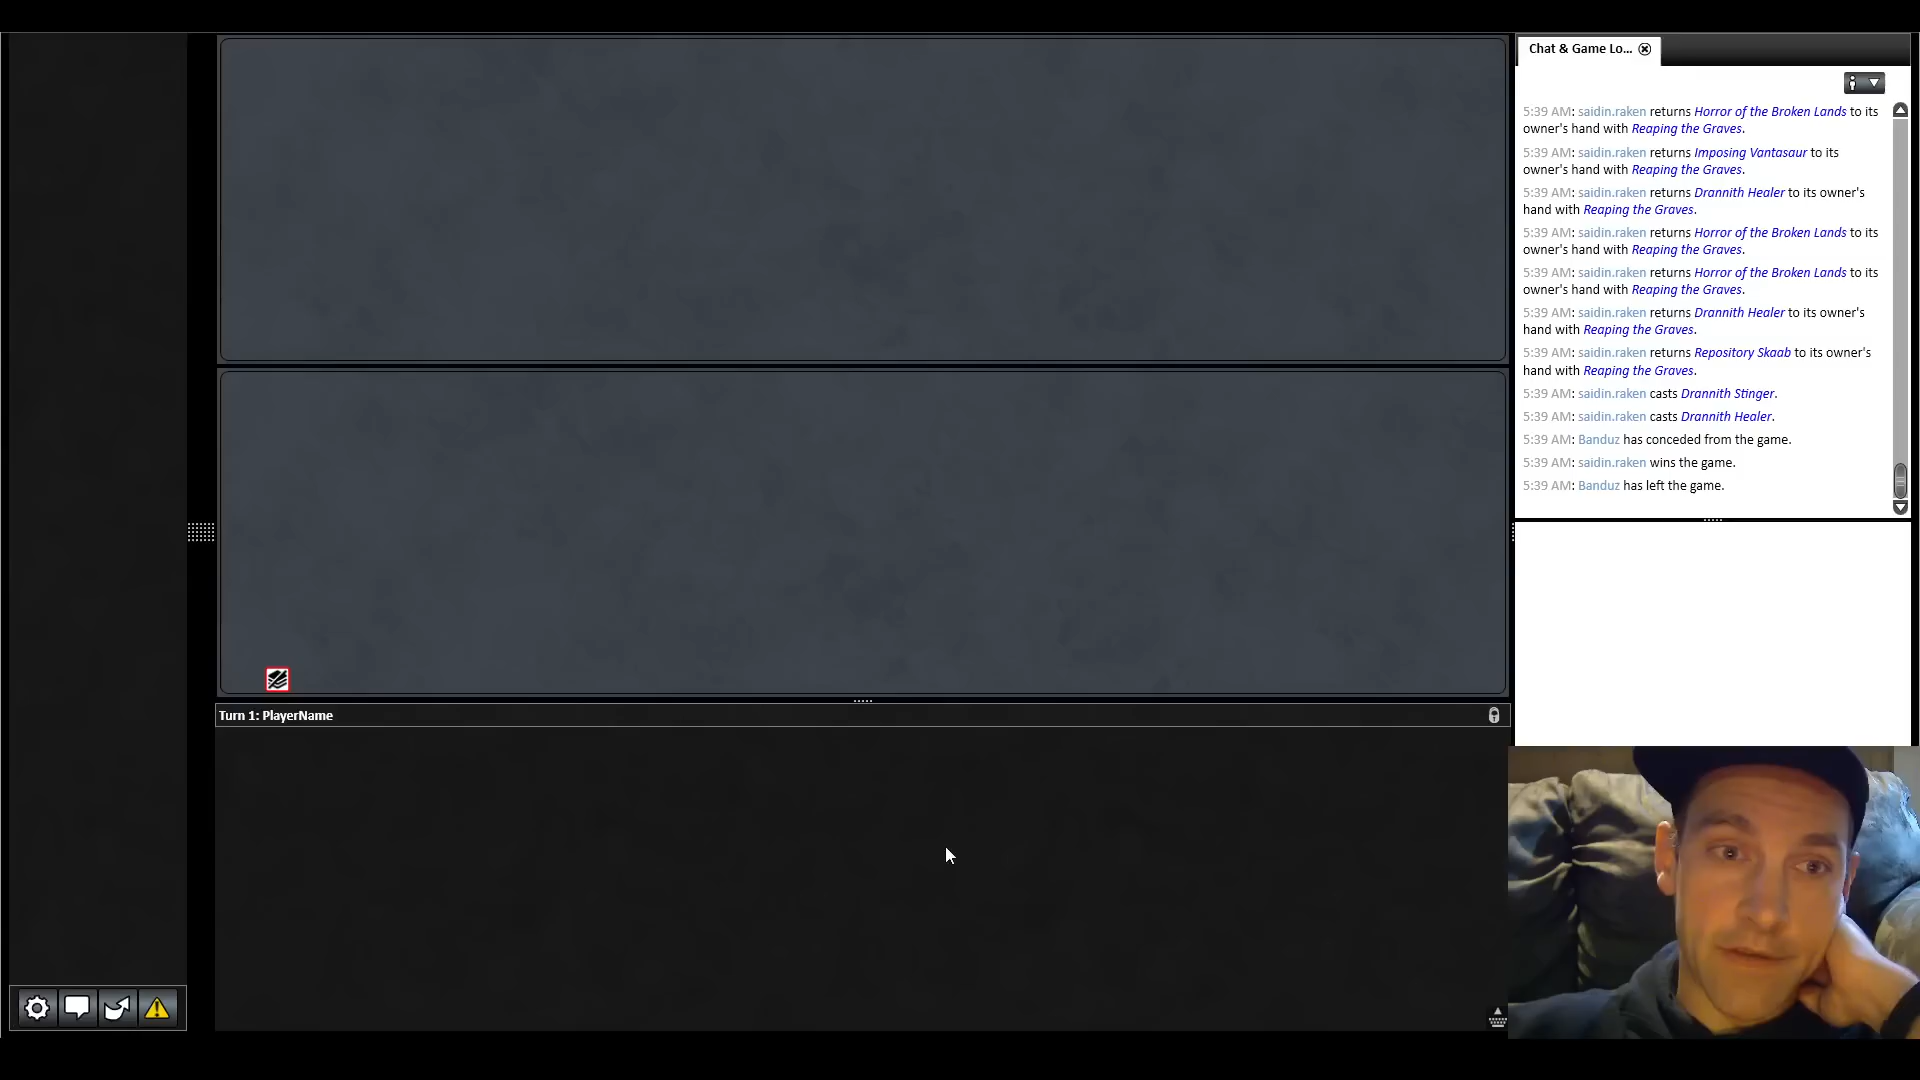 Chat & Game Lo...
5:39 AM: saidin.raken returns Horror of the Broken Lands to its
owner's hand with Reaping the Graves.
5:39 AM: saidin.raken returns Imposing Vantasaur to its
owner's hand with Reaping the Graves.
5:39 AM: saidin.raken returns Drannith Healer to its owner's
hand with Reaping the Graves.
5:39 AM: saidin.raken returns Horror of the Broken Lands to its
owner's hand with Reaping the Graves.
5:39 AM: saidin.raken returns Horror of the Broken Lands to its
owner's hand with Reaping the Graves.
5:39 AM: saidin.raken returns Drannith Healer to its owner's
hand with Reaping the Graves.
5:39 AM: saidin.raken returns Repository Skaab to its owner's
hand with Reaping the Graves.
5:39 AM: saidin.raken casts Drannith Stinger.
5:39 AM: saidin.raken casts Drannith Healer.
5:39 AM: Banduz has conceded from the game.
5:39 AM: saidin.raken wins the game.
5:39 AM: Banduz has left the game.
Turn 1: PlayerName